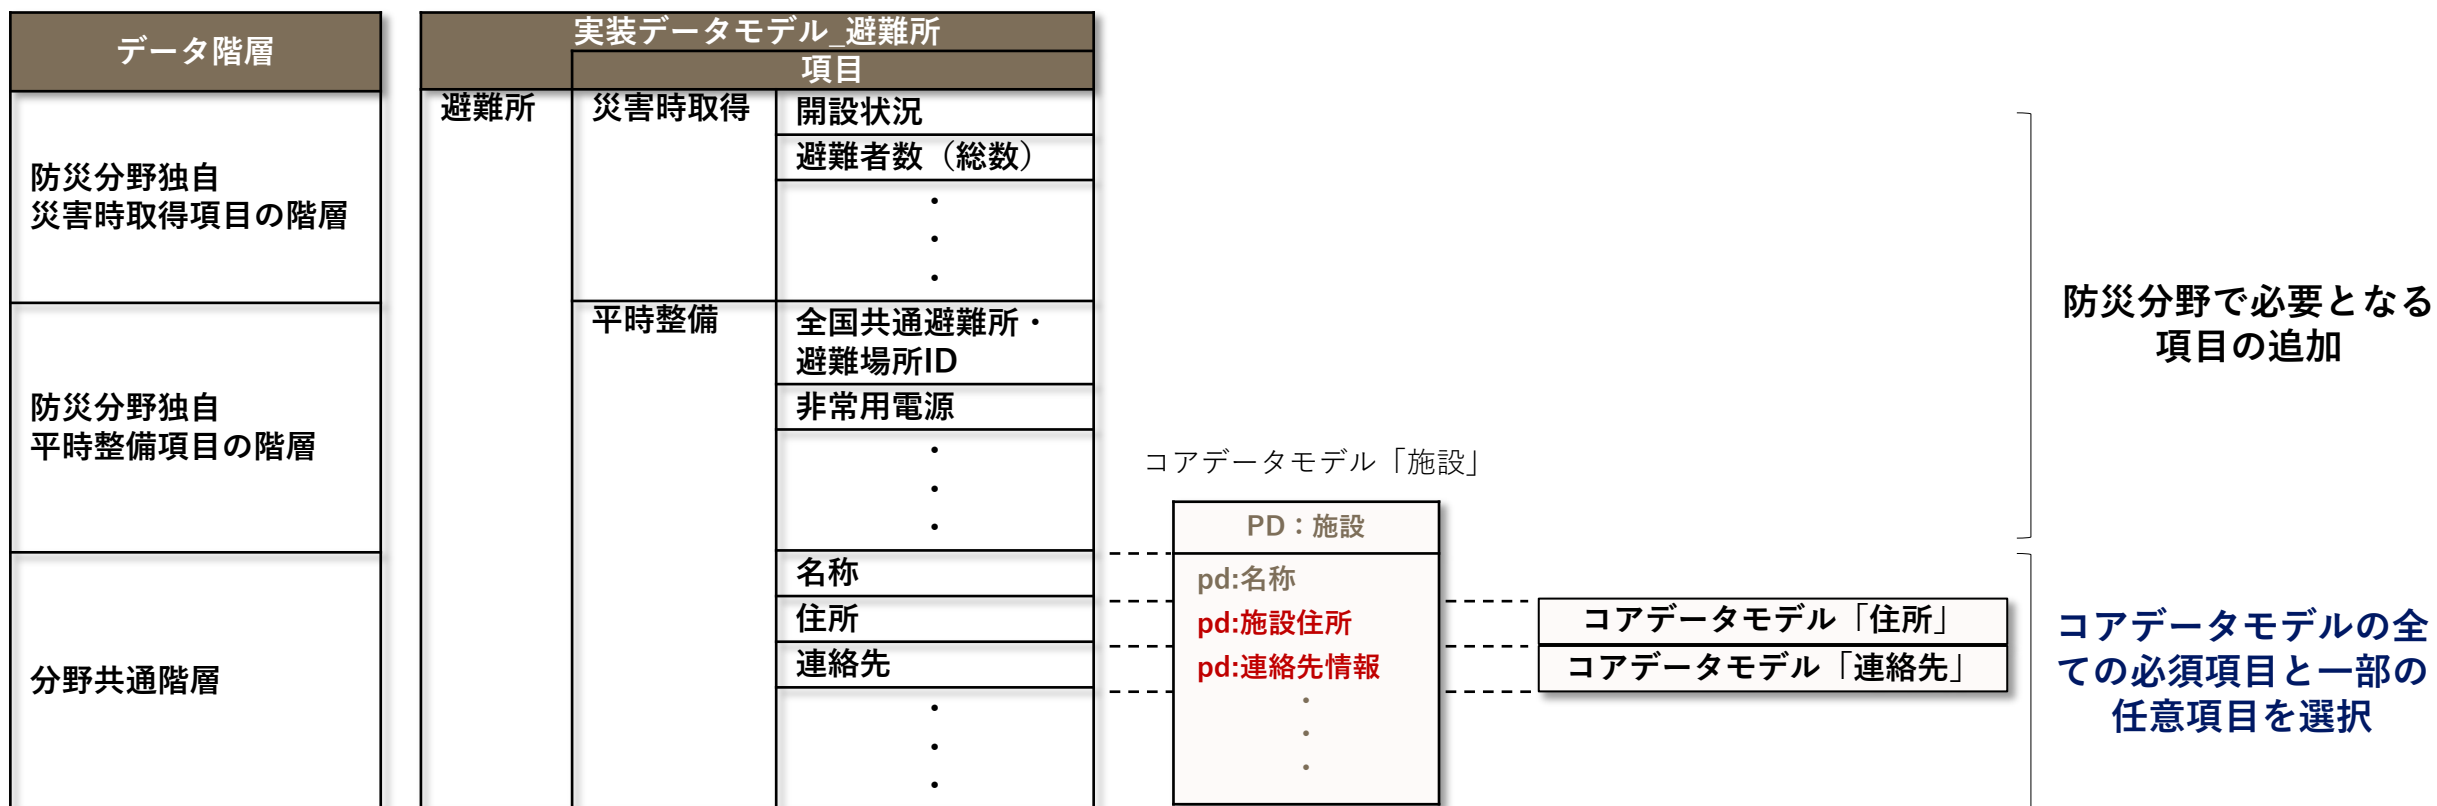 データ階層
防災分野独自
災害時取得項目の階層
防災分野独自
平時整備項目の階層
分野共通階層
実装データモデル_避難所
項目
避難所
災害時取得
開設状況
避難者数（総数）
・
・
・
平時整備
全国共通避難所・
避難場所ID
非常用電源
・
・
・
名称
住所
連絡先
・
・
・
コアデータモデル「施設」
PD：施設
pd:名称
pd:施設住所
pd:連絡先情報
・
・
・
コアデータモデル「住所」
コアデータモデル「連絡先」
防災分野で必要となる
項目の追加
コアデータモデルの全
ての必須項目と一部の
任意項目を選択